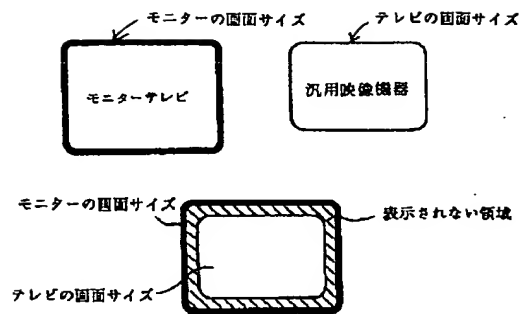 モニターの画面サイズ
テレビの画面サイズ
モニターテレビ
汎用映像機器
モニターの画面サイズ
表示されない領域
テレビの画面サイズ